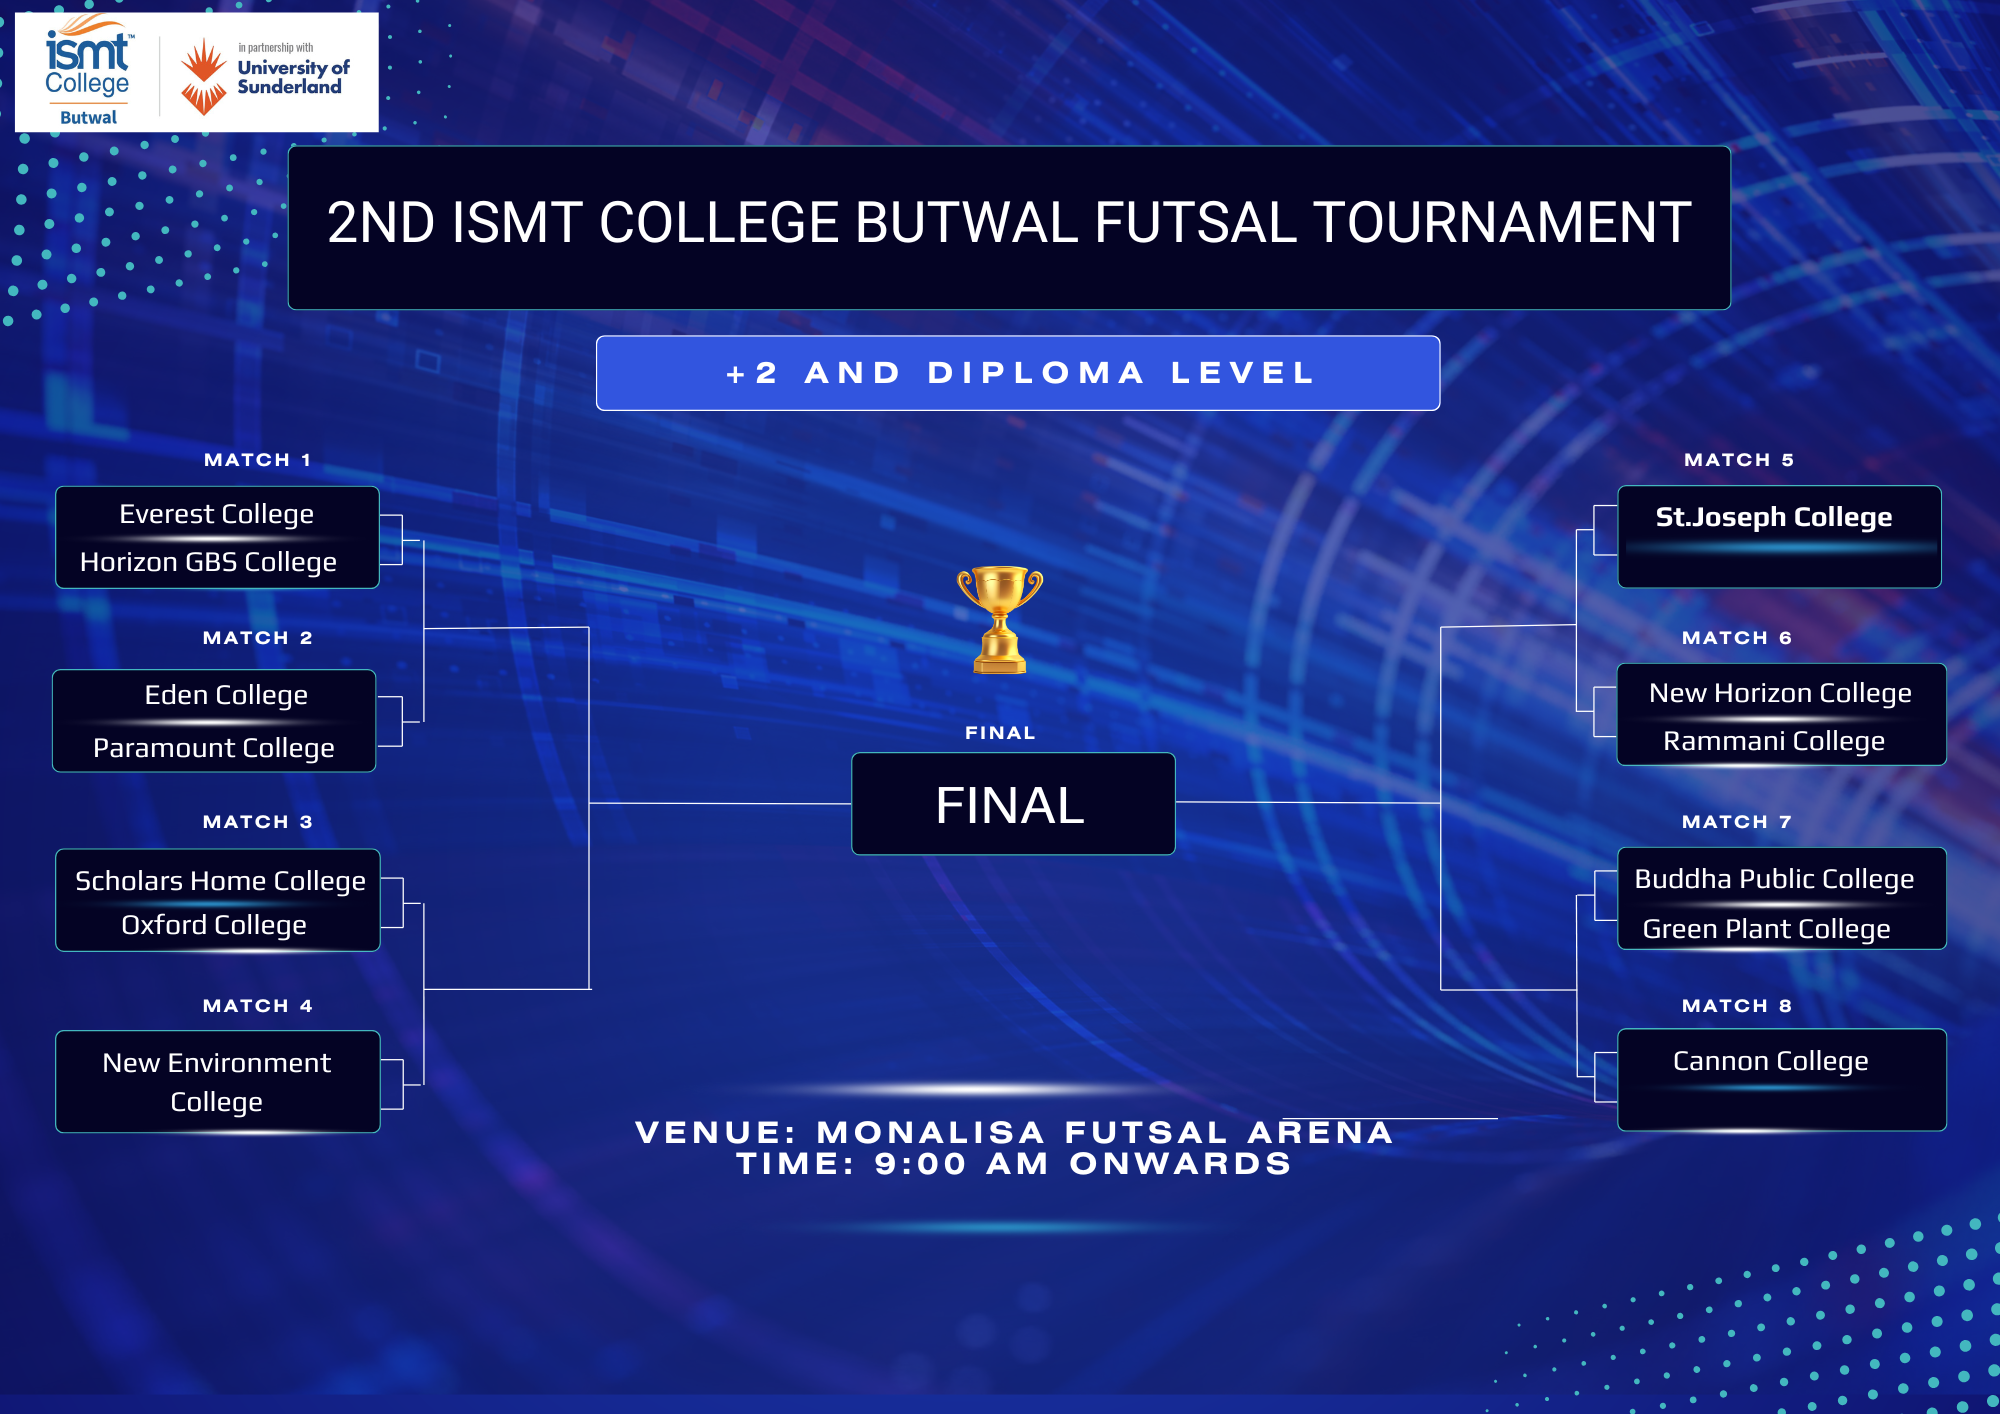 ismt™
College
Butwal
in partnership with
University of
Sunderland
2ND ISMT COLLEGE BUTWAL FUTSAL TOURNAMENT
+2 AND DIPLOMA LEVEL
MATCH 1
Everest College
Horizon GBS College
MATCH 2
Eden College
Paramount College
MATCH 3
Scholars Home College
Oxford College
MATCH 4
New Environment
College
FINAL
FINAL
MATCH 5
St.Joseph College
MATCH 6
New Horizon College
Rammani College
MATCH 7
Buddha Public College
Green Plant College
MATCH 8
Cannon College
VENUE: MONALISA FUTSAL ARENA
TIME: 9:00 AM ONWARDS